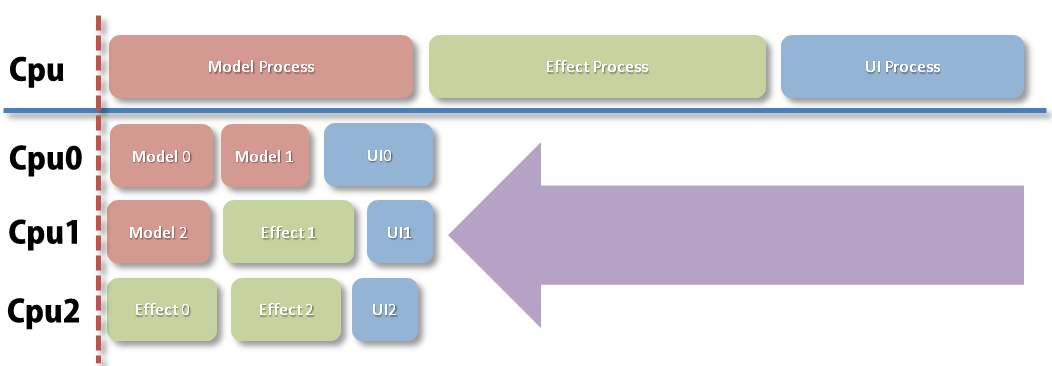 Cpu
Model Process
Effect Process
UI Process
Cpu0
Model 0
Model 1
UI0
Cpu1
Model 2
Effect 1
UI1
Cpu2
Effect 0
Effect 2
UI2